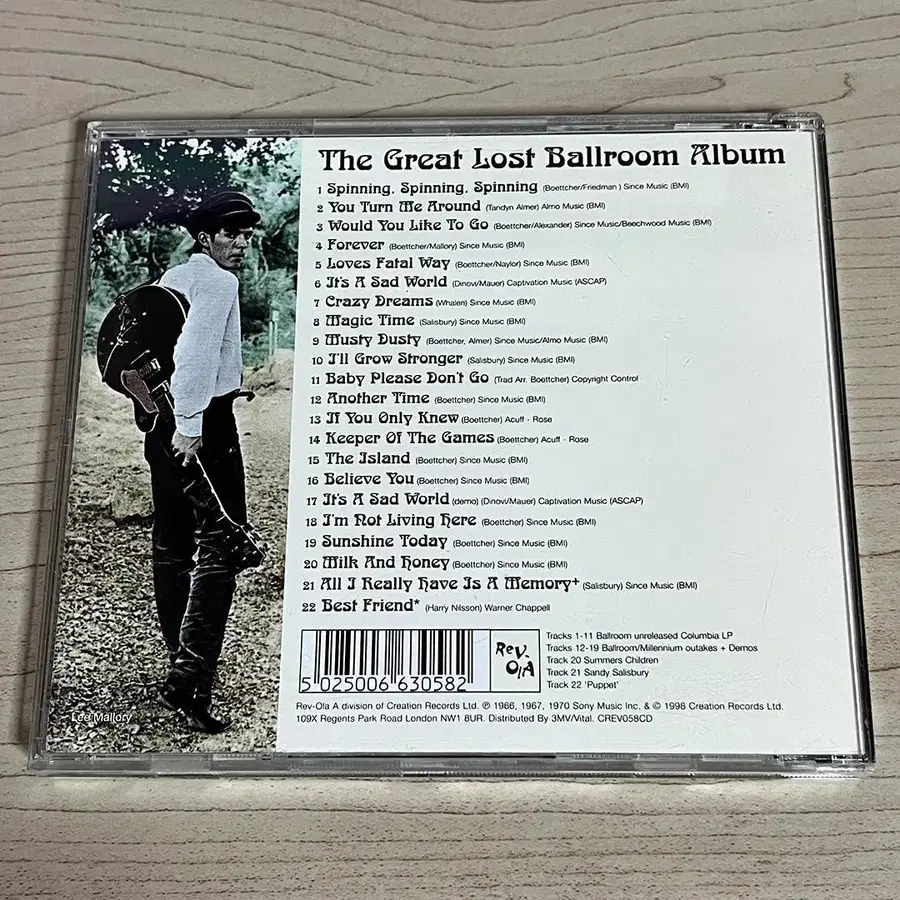 The Great Lost Ballroom Album
1 Spinning, Spinning, Spinning (Boettcher/Friedman ) Since Music (BMI)
2 You Turn Me Around (Tandyn Almer) Almo Music (BMI)
3 Would You Like To Go (Boettcher/Alexander) Since Music/Beechwood Music (BMI)
4 Forever (Boettcher/Mallory) Since Music (BMI)
5 Loves Fatal Way (Boettcher/Naylor) Since Music (BMI)
6 It's A Sad World (Dinovi/Mauer) Captivation Music (ASCAP)
7 Crazy Dreams (Whalen) Since Music (BMI)
8 Magic Time (Salisbury) Since Music (BMI)
9 Musty Dusty (Boettcher, Almer) Since Music/Almo Music (BMI)
10 I'll Grow Stronger (Salisbury) Since Music (BMI)
11 Baby Please Don't Go (Trad Arr. Boettcher) Copyright Control
12 Another Time (Boettcher) Since Music (BMI)
13 If You Only Knew (Boettcher) Acuff - Rose
14 Keeper Of The Games (Boettcher) Acuff - Rose
15 The Island (Boettcher) Since Music (BMI)
16 Believe You (Boettcher) Since Music (BMI)
17 It's A Sad World (demo) (Dinovi/Mauer) Captivation Music (ASCAP)
18 I'm Not Living Here (Boettcher) Since Music (BMI)
19 Sunshine Today (Boettcher) Since Music (BMI)
20 Milk And Honey (Boettcher) Since Music (BMI)
21 All I Really Have Is A Memory+ (Salisbury) Since Music (BMI)
22 Best Friend* (Harry Nilsson) Warner Chappell
5 025006 630582
Rev-Ola
Tracks 1-11 Ballroom unreleased Columbia LP
Tracks 12-19 Ballroom/Millennium outakes + Demos
Track 20 Summers Children
Track 21 Sandy Salisbury
Track 22 'Puppet'
Rev-Ola A division of Creation Records Ltd. ℗ 1966, 1967, 1970 Sony Music Inc. & © 1998 Creation Records Ltd.
109X Regents Park Road London NW1 8UR. Distributed By 3MV/Vital. CREV058CD
Lee Mallory